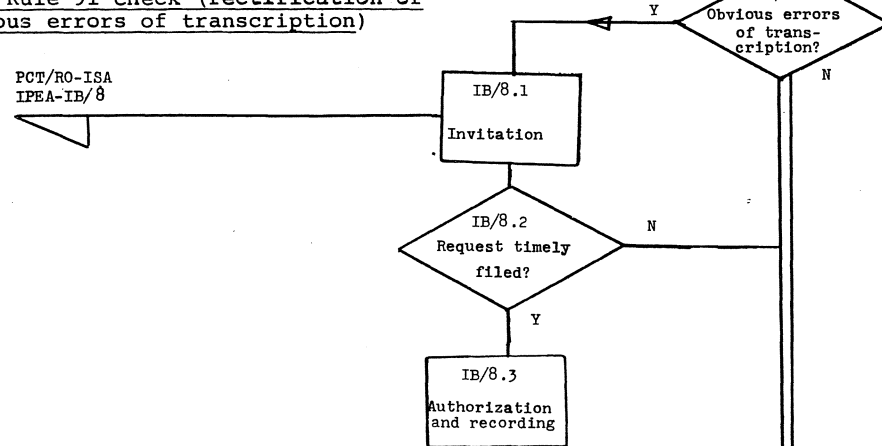 Rule 91 check (rectification of
ous errors of transcription)
Y
Obvious errors
of trans-
cription?
N
PCT/RO-ISA
IPEA-IB/8
IB/8.1
Invitation
IB/8.2
Request timely
filed?
N
Y
IB/8.3
Authorization
and recording